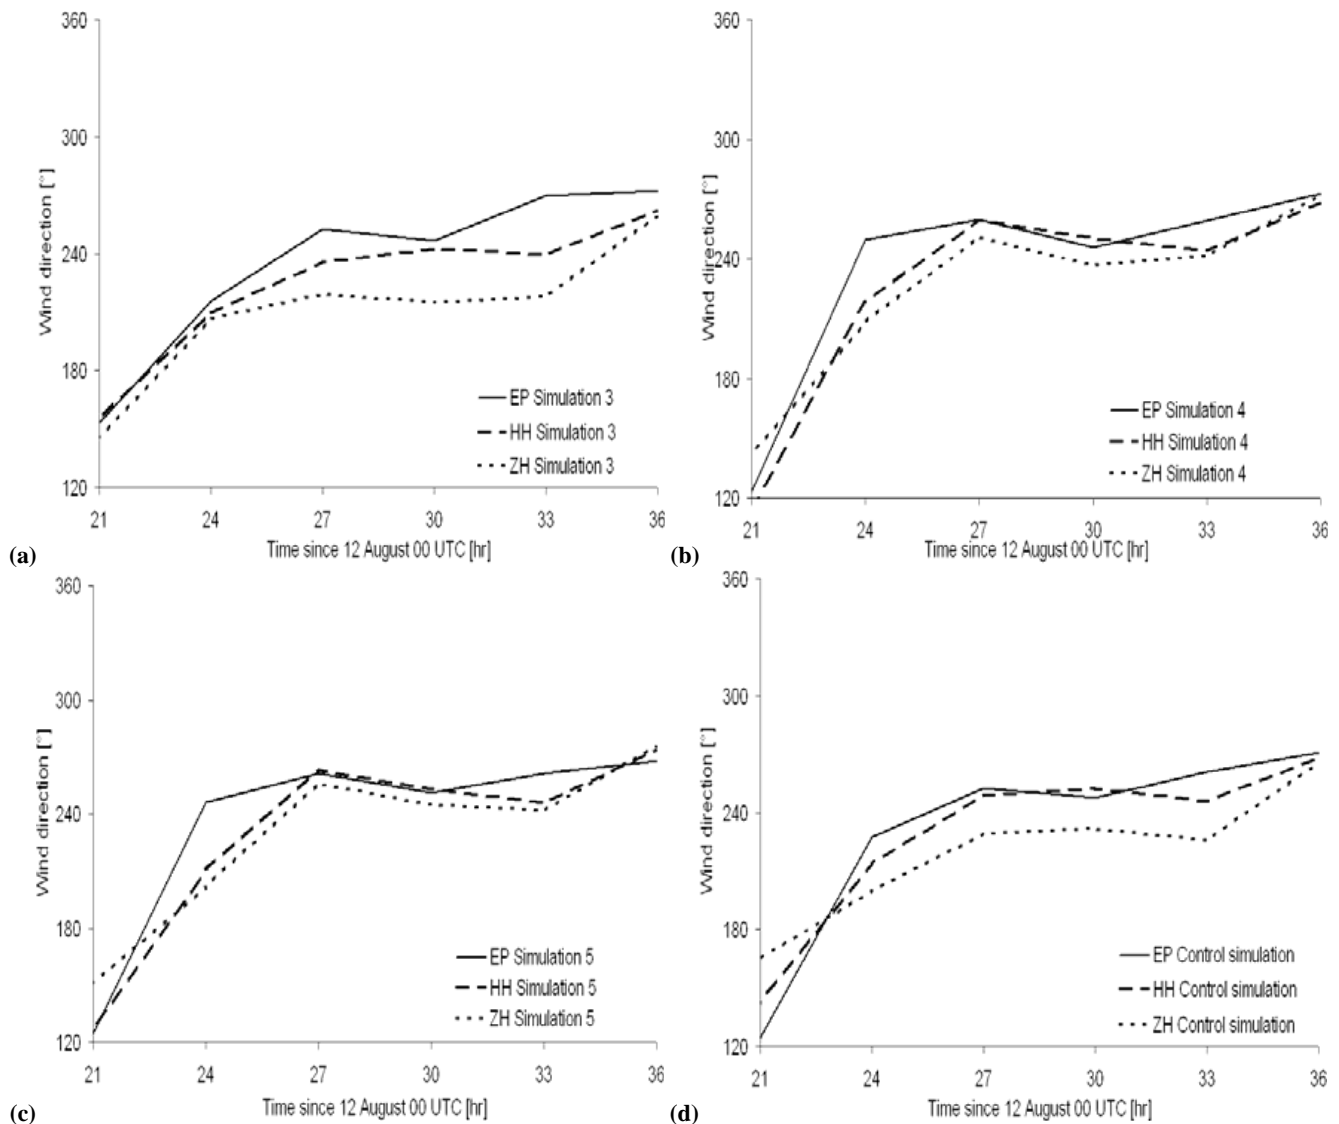 360
300
240
180
120
Wind direction [°]
EP Simulation 3
HH Simulation 3
ZH Simulation 3
21 24 27 30 33 36
Time since 12 August 00 UTC [hr]
(a)
360
300
240
180
120
Wind direction [°]
EP Simulation 4
HH Simulation 4
ZH Simulation 4
21 24 27 30 33 36
Time since 12 August 00 UTC [hr]
(b)
360
300
240
180
120
Wind direction [°]
EP Simulation 5
HH Simulation 5
ZH Simulation 5
21 24 27 30 33 36
Time since 12 August 00 UTC [hr]
(c)
360
300
240
180
120
Wind direction [°]
EP Control simulation
HH Control simulation
ZH Control simulation
21 24 27 30 33 36
Time since 12 August 00 UTC [hr]
(d)